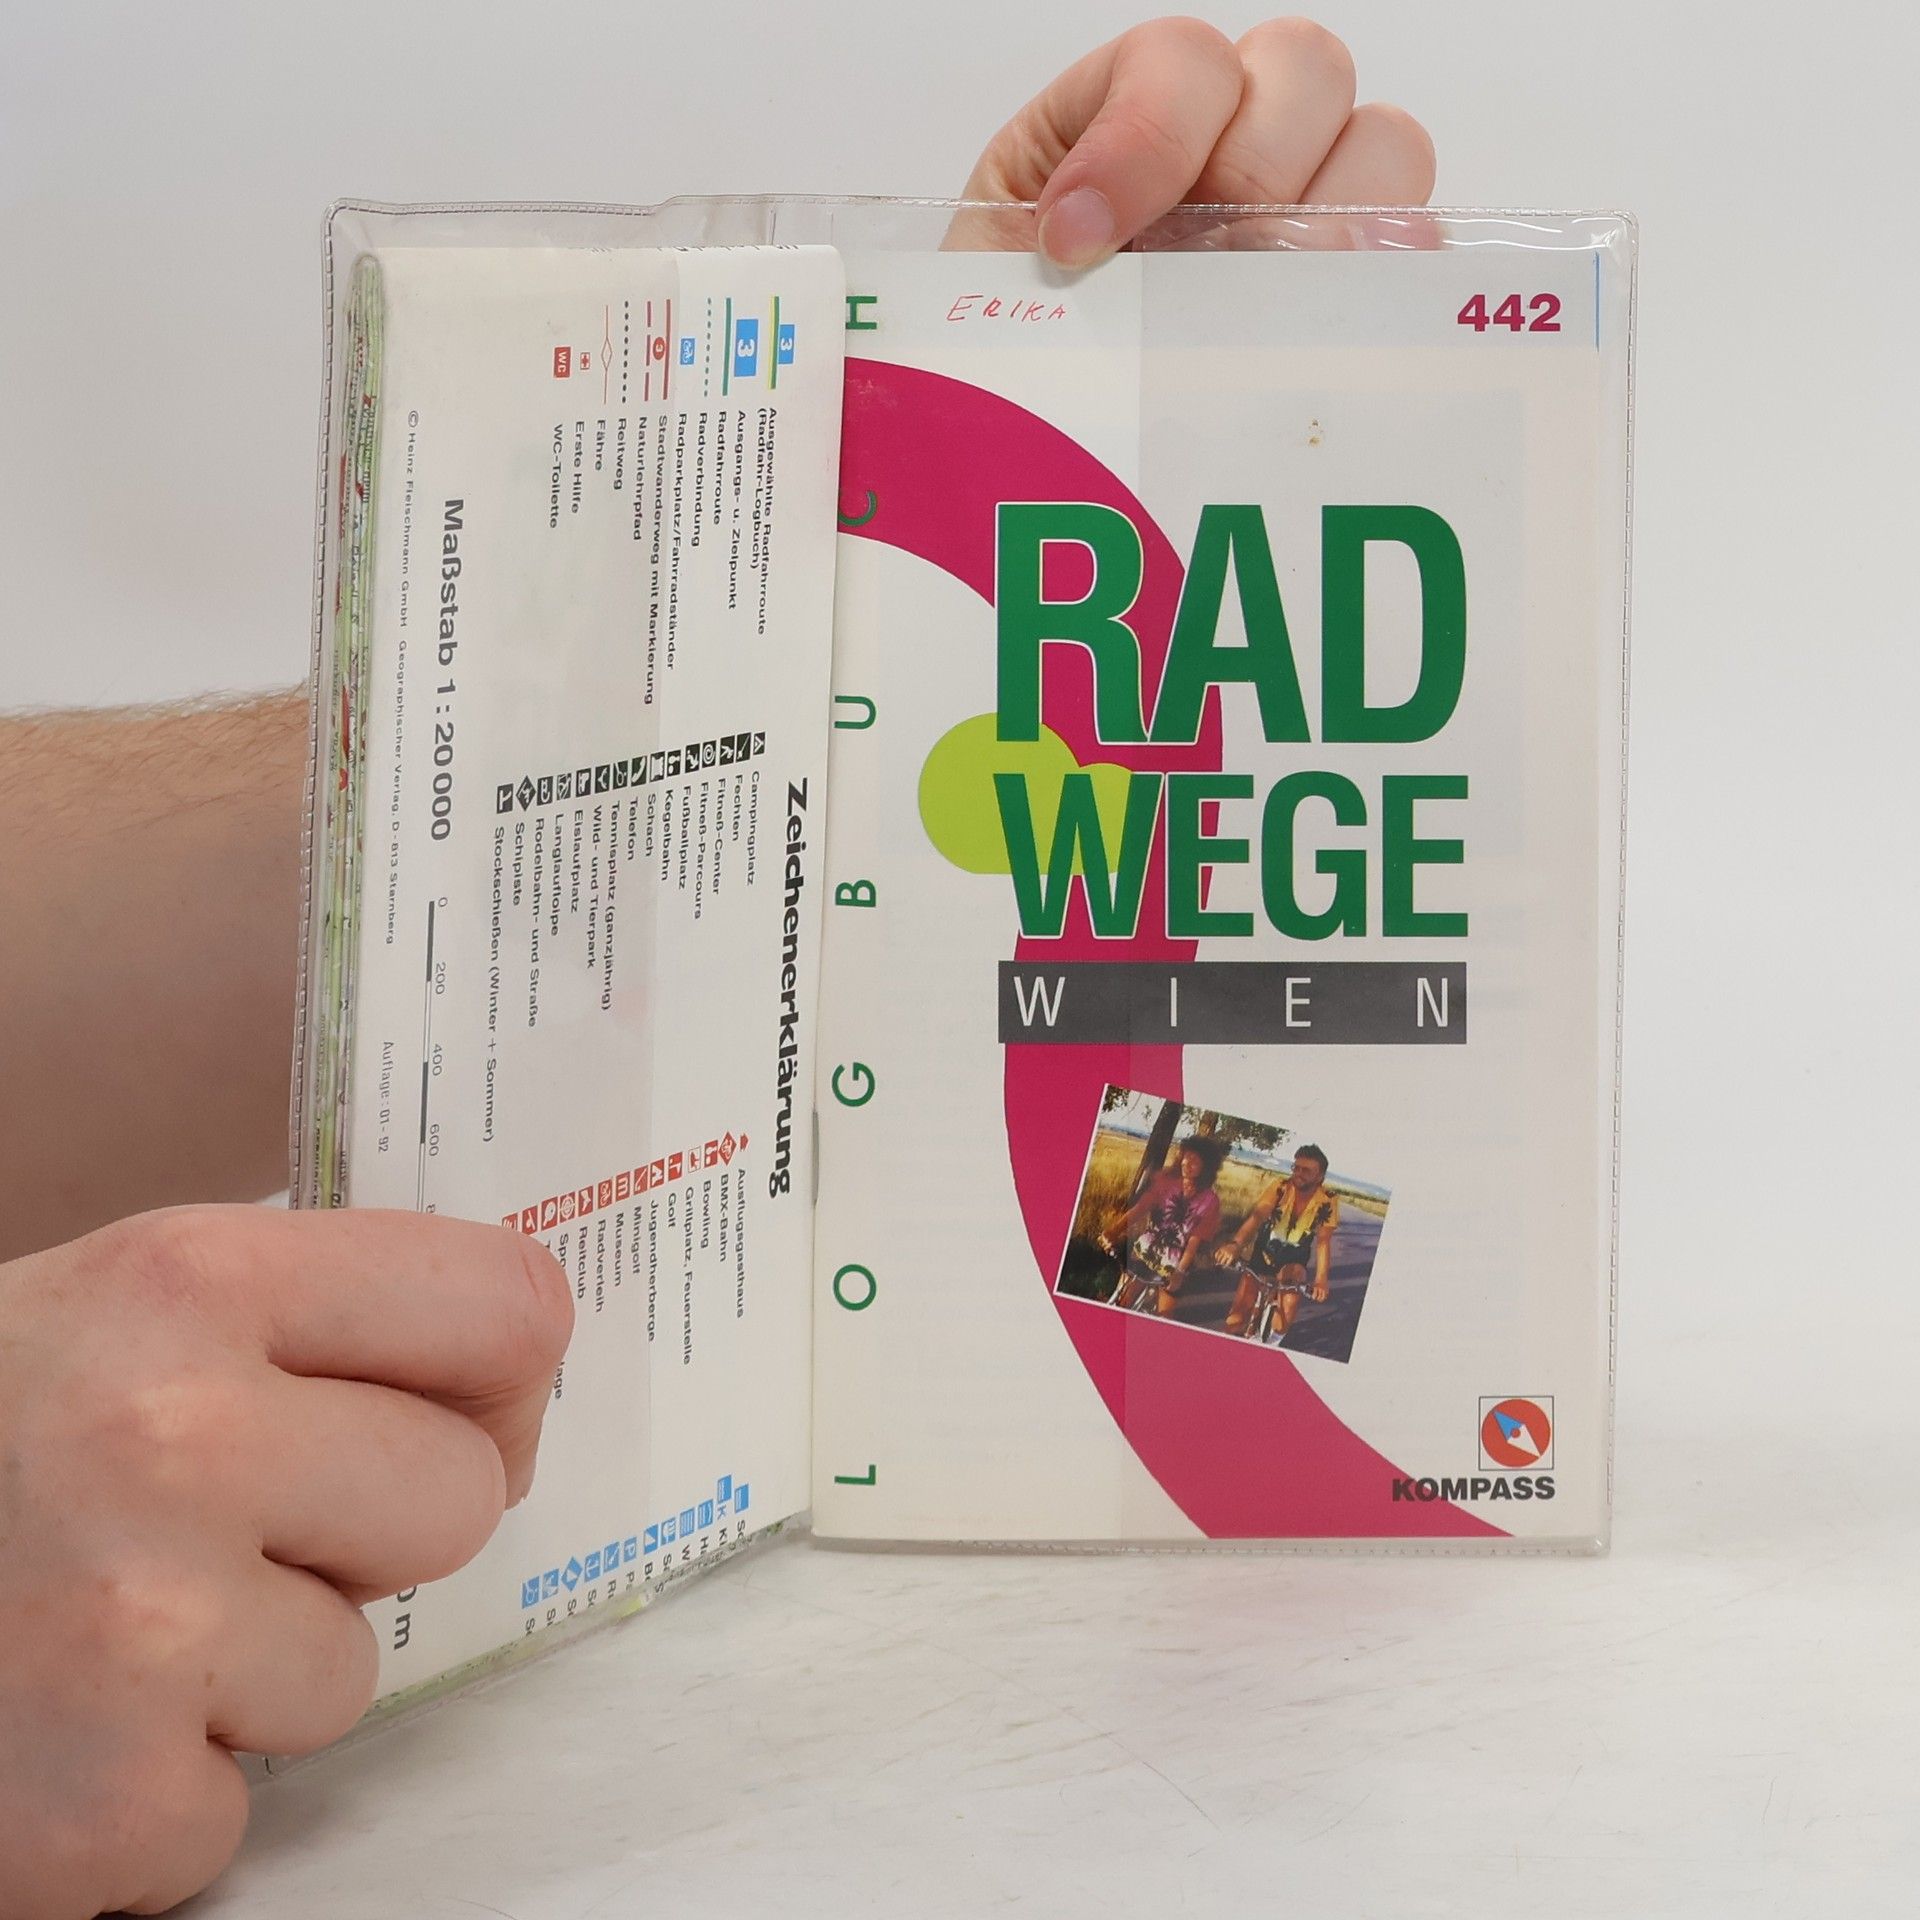 ERIKA
442
RAD
WEGE
WIEN
LOGBUCH
KOMPASS
Zeichenerklärung
3 Ausgewählte Radfahrroute
(Radfahr-Logbuch)
3 Ausgangs- u. Zielpunkt
Radfahrroute
Radverbindung
Radparkplatz/Fahrradständer
Stadtwanderweg mit Markierung
Naturlehrpfad
Reitweg
Fähre
Erste Hilfe
WC WC-Toilette
Campingplatz
Fechten
Fitneß-Center
Fitneß-Parcours
Fußballplatz
Kegelbahn
Schach
Telefon
Tennisplatz (ganzjährig)
Wild- und Tierpark
Eislaufplatz
Langlaufloipe
Rodelbahn- und Straße
Schipiste
Stockschießen (Winter + Sommer)
Ausflugsgasthaus
BMX-Bahn
Bowling
Grillplatz, Feuerstelle
Golf
Jugendherberge
Minigolf
Museum
Radverleih
Reitclub
Maßstab 1:20000
0 200 400 600
m
© Heinz Fleischmann GmbH Geographischer Verlag, D-813 Starnberg
Auflage: 01-92